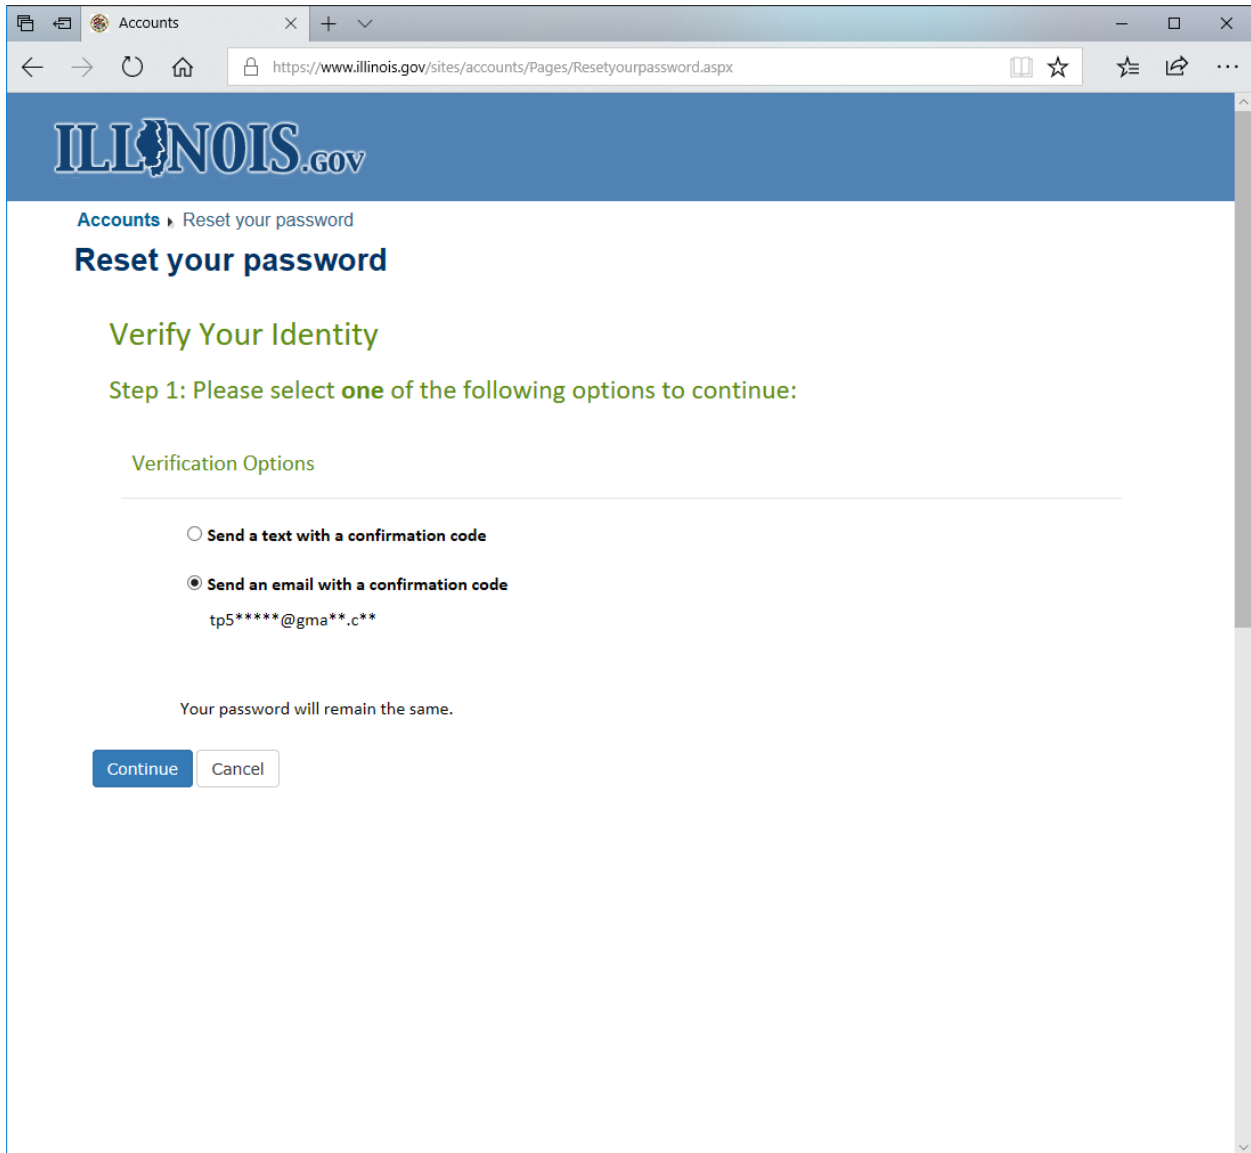 Accounts
https://www.illinois.gov/sites/accounts/Pages/Resetyourpassword.aspx
ILLINOIS.GOV
Accounts Reset your password
Reset your password
Verify Your Identity
Step 1: Please select one of the following options to continue:
Verification Options
Send a text with a confirmation code
Send an email with a confirmation code
tp5*****@gma**.c**
Your password will remain the same.
Continue Cancel